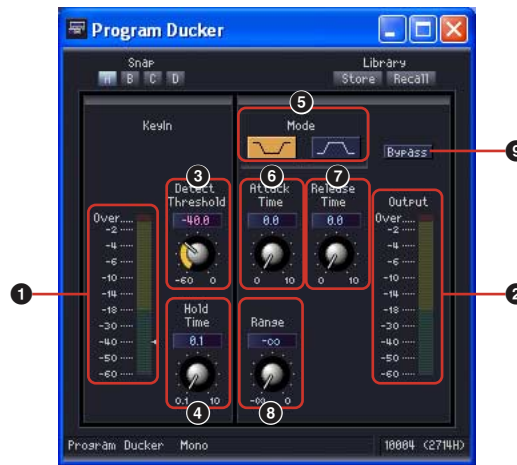 Program Ducker
Snap
Library
A B C D
Store Recall
5
KeyIn
Mode
Bypass
9
3
6
7
Detect Threshold
Attack Time
Release Time
Output
-40.0
0.0
0.0
Over
Over
-2
-4
-6
-10
-14
-18
-30
-40
-50
-60
-2
-4
-6
-10
-14
-18
-30
-40
-50
-60
-60 0
0 10
0 10
1
2
Hold Time
Range
0.1
-∞
0.1 10
-∞ 0
4
8
Program Ducker Mono
10004 (2714H)